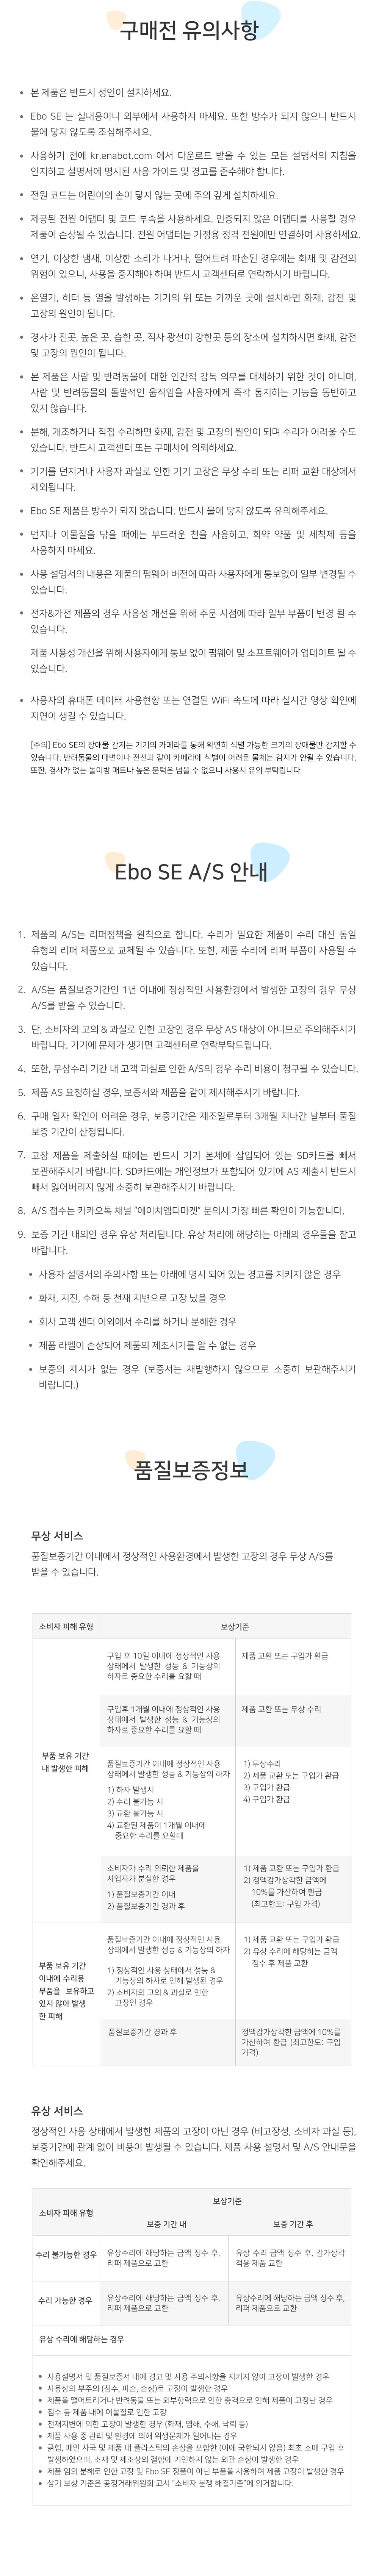 구매전 유의사항
본 제품은 반드시 성인이 설치하세요.
Ebo SE 는 실내용이니 외부에서 사용하지 마세요. 또한 방수가 되지 않으니 반드시
물에 닿지 않도록 조심해주세요.
사용하기 전에 kr.enabot.com 에서 다운로드 받을 수 있는 모든 설명서의 지침을
인지하고 설명서에 명시된 사용 가이드 및 경고를 준수해야 합니다.
전원 코드는 어린이의 손이 닿지 않는 곳에 주의 깊게 설치하세요.
제공된 전원 어댑터 및 코드 부속을 사용하세요. 인증되지 않은 어댑터를 사용할 경우
제품이 손상될 수 있습니다. 전원 어댑터는 가정용 정격 전원에만 연결하여 사용하세요.
연기, 이상한 냄새, 이상한 소리가 나거나, 떨어트려 파손된 경우에는 화재 및 감전의
위험이 있으니, 사용을 중지해야 하며 반드시 고객센터로 연락하시기 바랍니다.
온열기, 히터 등 열을 발생하는 기기의 위 또는 가까운 곳에 설치하면 화재, 감전 및
고장의 원인이 됩니다.
경사가 진곳, 높은 곳, 습한 곳, 직사 광선이 강한곳 등의 장소에 설치하시면 화재, 감전
및 고장의 원인이 됩니다.
본 제품은 사람 및 반려동물에 대한 인간적 감독 의무를 대체하기 위한 것이 아니며,
사람 및 반려동물의 돌발적인 움직임을 사용자에게 즉각 통지하는 기능을 동반하고
있지 않습니다.
분해, 개조하거나 직접 수리하면 화재, 감전 및 고장의 원인이 되며 수리가 어려울 수도
있습니다. 반드시 고객센터 또는 구매처에 의뢰하세요.
기기를 던지거나 사용자 과실로 인한 기기 고장은 무상 수리 또는 리퍼 교환 대상에서
제외됩니다.
Ebo SE 제품은 방수가 되지 않습니다. 반드시 물에 닿지 않도록 유의해주세요.
먼지나 이물질을 닦을 때에는 부드러운 천을 사용하고, 화약 약품 및 세척제 등을
사용하지 마세요.
사용 설명서의 내용은 제품의 펌웨어 버전에 따라 사용자에게 통보없이 일부 변경될 수
있습니다.
전자&가전 제품의 경우 사용성 개선을 위해 주문 시점에 따라 일부 부품이 변경 될 수
있습니다.
제품 사용성 개선을 위해 사용자에게 통보 없이 펌웨어 및 소프트웨어가 업데이트 될 수
있습니다.
사용자의 휴대폰 데이터 사용현황 또는 연결된 WiFi 속도에 따라 실시간 영상 확인에
지연이 생길 수 있습니다.
[주의] Ebo SE의 장애물 감지는 기기의 카메라를 통해 확연히 식별 가능한 크기의 장애물만 감지할 수
있습니다. 반려동물의 대변이나 전선과 같이 카메라에 식별이 어려운 물체는 감지가 안될 수 있습니다.
또한, 경사가 없는 놀이방 매트나 높은 문턱은 넘을 수 없으니 사용시 유의 부탁립니다
Ebo SE A/S 안내
1. 제품의 A/S는 리퍼정책을 원칙으로 합니다. 수리가 필요한 제품이 수리 대신 동일
유형의 리퍼 제품으로 교체될 수 있습니다. 또한, 제품 수리에 리퍼 부품이 사용될 수
있습니다.
2. A/S는 품질보증기간인 1년 이내에 정상적인 사용환경에서 발생한 고장의 경우 무상
A/S를 받을 수 있습니다.
3. 단, 소비자의 고의 & 과실로 인한 고장인 경우 무상 AS 대상이 아니므로 주의해주시기
바랍니다. 기기에 문제가 생기면 고객센터로 연락부탁드립니다.
4. 또한, 무상수리 기간 내 고객 과실로 인한 A/S의 경우 수리 비용이 청구될 수 있습니다.
5. 제품 AS 요청하실 경우, 보증서와 제품을 같이 제시해주시기 바랍니다.
6. 구매 일자 확인이 어려운 경우, 보증기간은 제조일로부터 3개월 지나간 날부터 품질
보증 기간이 산정됩니다.
7. 고장 제품을 제출하실 때에는 반드시 기기 본체에 삽입되어 있는 SD카드를 빼서
보관해주시기 바랍니다. SD카드에는 개인정보가 포함되어 있기에 AS 제출시 반드시
빼서 잃어버리지 않게 소중히 보관해주시기 바랍니다.
8. A/S 접수는 카카오톡 채널 “에이치엠디마켓” 문의시 가장 빠른 확인이 가능합니다.
9. 보증 기간 내외인 경우 유상 처리됩니다. 유상 처리에 해당하는 아래의 경우들을 참고
바랍니다.
사용자 설명서의 주의사항 또는 아래에 명시 되어 있는 경고를 지키지 않은 경우
화재, 지진, 수해 등 천재 지변으로 고장 났을 경우
회사 고객 센터 이외에서 수리를 하거나 분해한 경우
제품 라벨이 손상되어 제품의 제조시기를 알 수 없는 경우
보증의 제시가 없는 경우 (보증서는 재발행하지 않으므로 소중히 보관해주시기
바랍니다.)
품질보증정보
무상 서비스
품질보증기간 이내에서 정상적인 사용환경에서 발생한 고장의 경우 무상 A/S를
받을 수 있습니다.
소비자 피해 유형 보상기준
구입 후 10일 이내에 정상적인 사용 제품 교환 또는 구입가 환급
상태에서 발생한 성능 & 기능상의
하자로 중요한 수리를 요할 때
구입후 1개월 이내에 정상적인 사용 제품 교환 또는 무상 수리
상태에서 발생한 성능 & 기능상의
하자로 중요한 수리를 요할 때
부품 보유 기간
내 발생한 피해
품질보증기간 이내에 정상적인 사용
상태에서 발생한 성능 & 기능상의 하자
1) 하자 발생시
2) 수리 불가능 시
3) 교환 불가능 시
4) 교환된 제품이 1개월 이내에
중요한 수리를 요할때
1) 무상수리
2) 제품 교환 또는 구입가 환급
3) 구입가 환급
4) 구입가 환급
소비자가 수리 의뢰한 제품을
사업자가 분실한 경우
1) 품질보증기간 이내
2) 품질보증기간 경과 후
1) 제품 교환 또는 구입가 환급
2) 정액감가상각한 금액에
10%를 가산하여 환급
(최고한도: 구입 가격)
부품 보유 기간
이내에 수리용
부품을 보유하고
있지 않아 발생
한 피해
품질보증기간 이내에 정상적인 사용
상태에서 발생한 성능 & 기능상의 하자
1) 정상적인 사용 상태에서 성능 &
기능상의 하자로 인해 발생된 경우
2) 소비자의 고의 & 과실로 인한
고장인 경우
1) 제품 교환 또는 구입가 환급
2) 유상 수리에 해당하는 금액
징수 후 제품 교환
품질보증기간 경과 후
정액감가상각한 금액에 10%를
가산하여 환급 (최고한도: 구입
가격)
유상 서비스
정상적인 사용 상태에서 발생한 제품의 고장이 아닌 경우 (비고장성, 소비자 과실 등),
보증기간에 관계 없이 비용이 발생될 수 있습니다. 제품 사용 설명서 및 A/S 안내문을
확인해주세요.
소비자 피해 유형 보상기준
보증 기간 내 보증 기간 후
수리 불가능한 경우
유상수리에 해당하는 금액 징수 후,
리퍼 제품으로 교환
유상 수리 금액 징수 후, 감가상각
적용 제품 교환
수리 가능한 경우
유상수리에 해당하는 금액 징수 후,
리퍼 제품으로 교환
유상수리에 해당하는 금액 징수 후,
리퍼 제품으로 교환
유상 수리에 해당하는 경우
사용설명서 및 품질보증서 내에 경고 및 사용 주의사항을 지키지 않아 고장이 발생한 경우
사용상의 부주의 (침수, 파손, 손상)로 고장이 발생한 경우
제품을 떨어트리거나 반려동물 또는 외부항력으로 인한 충격으로 인해 제품이 고장난 경우
침수 등 제품 내에 이물질로 인한 고장
천재지변에 의한 고장이 발생한 경우 (화재, 염해, 수해, 낙뢰 등)
제품 사용 중 관리 및 환경에 의해 위생문제가 일어나는 경우
긁힘, 패인 자국 및 제품 내 플라스틱의 손상을 포함한 (이에 국한되지 않음) 최초 소매 구입 후
발생하였으며, 소재 및 제조상의 결함에 기인하지 않는 외관 손상이 발생한 경우
제품 임의 분해로 인한 고장 및 Ebo SE 정품이 아닌 부품을 사용하여 제품 고장이 발생한 경우
상기 보상 기준은 공정거래위원회 고시 “소비자 분쟁 해결기준”에 의거합니다.